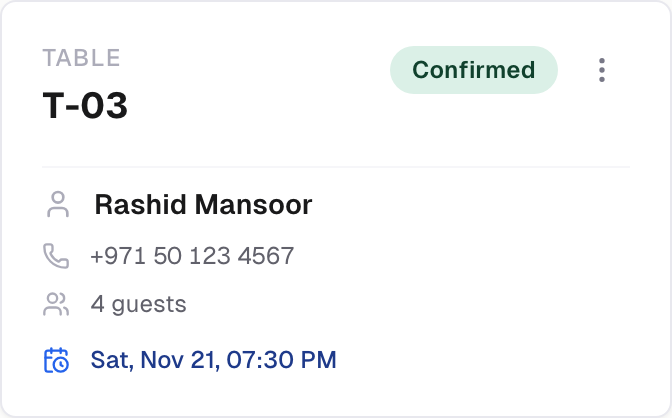 TABLE
Confirmed
T-03
Rashid Mansoor
+971 50 123 4567
4 guests
Sat, Nov 21, 07:30 PM